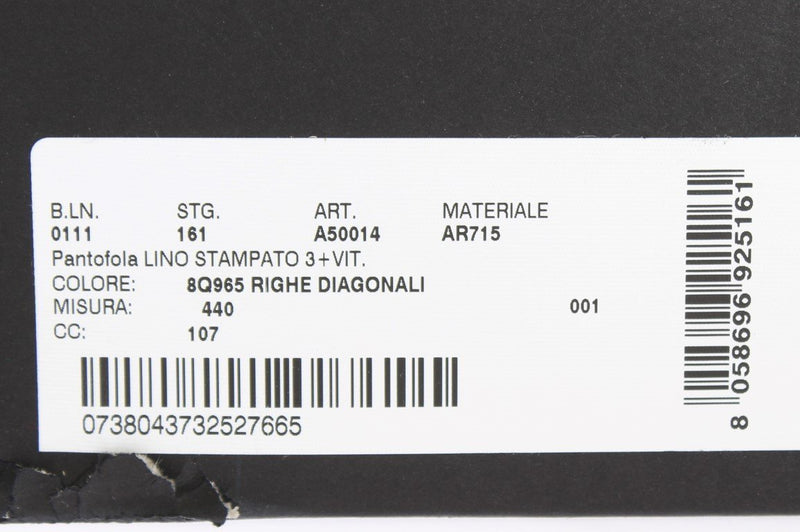 B.LN. STG. ART. MATERIALE
0111 161 A50014 AR715
Pantofola LINO STAMPATO 3+VIT.
COLORE: 8Q965 RIGHE DIAGONALI
MISURA: 440 001
CC: 107
0738043732527665
8 058696 925161